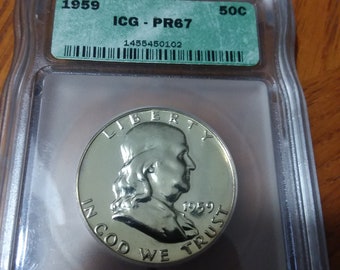 1959 50C
ICG - PR67
1455450102
LIBERTY
1959
IN GOD WE TRUST